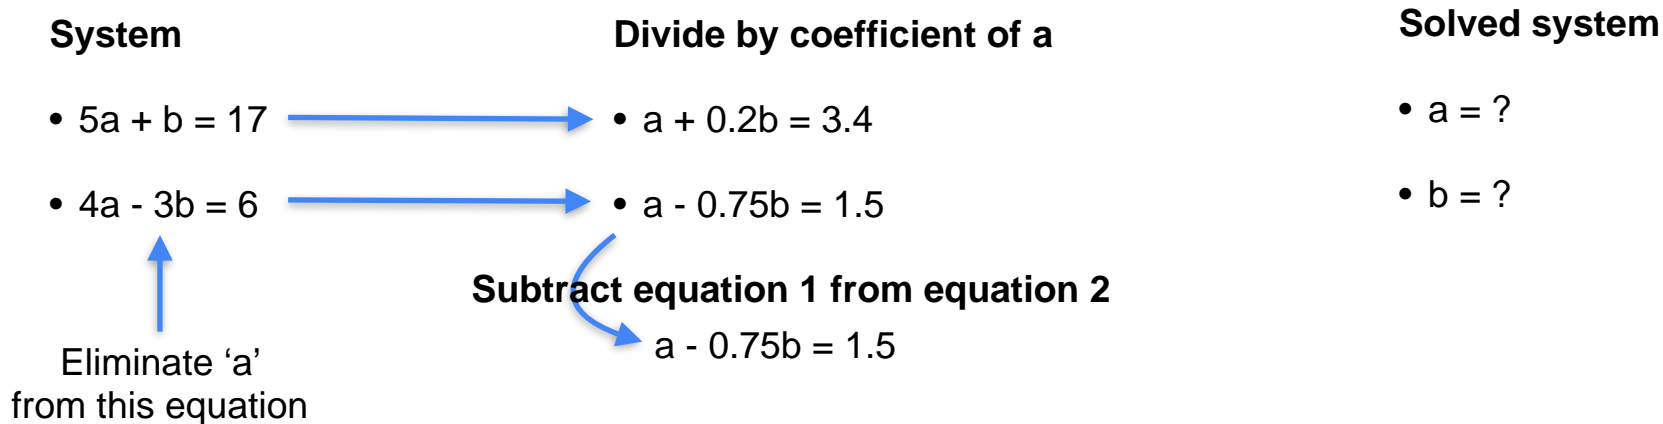 System
• 5a + b = 17
• 4a - 3b = 6
Eliminate ‘a’
from this equation
Divide by coefficient of a
• a + 0.2b = 3.4
• a - 0.75b = 1.5
Subtract equation 1 from equation 2
a - 0.75b = 1.5
Solved system
• a = ?
• b = ?